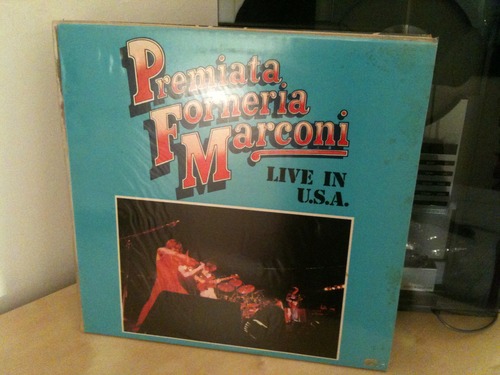 Premiata
Forneria
Marconi
LIVE IN
U.S.A.